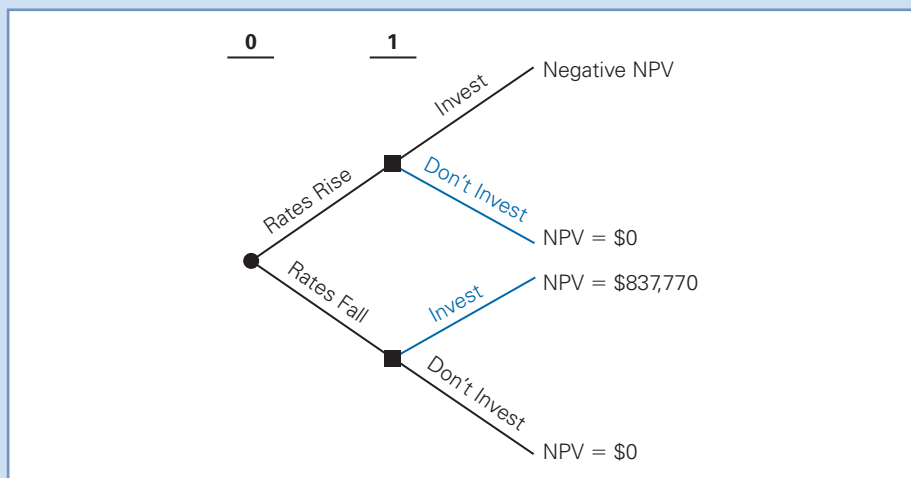 0 1
Invest
Negative NPV
Rates Rise
Don't Invest
NPV = $0
Rates Fall
Invest
NPV = $837,770
Don't Invest
NPV = $0